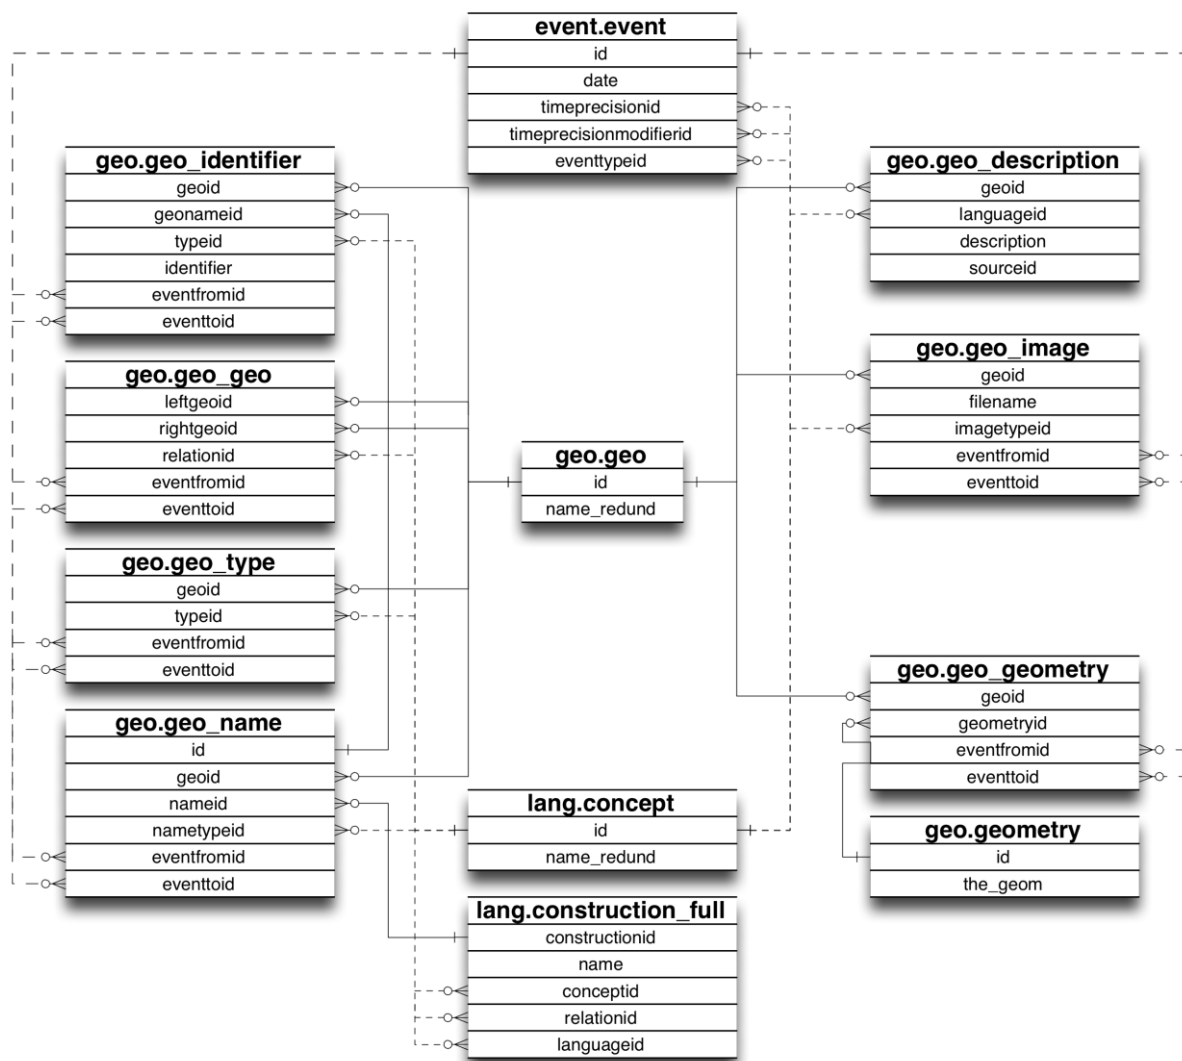 event.event
id
date
timeprecisionid
timeprecisionmodifierid
eventtypeid
geo.geo_identifier
geoid
geonameid
typeid
identifier
eventfromid
eventtoid
geo.geo_geo
leftgeoid
rightgeoid
relationid
eventfromid
eventtoid
geo.geo_type
geoid
typeid
eventfromid
eventtoid
geo.geo_name
id
geoid
nameid
nametypeid
eventfromid
eventtoid
geo.geo
id
name_redund
lang.concept
id
name_redund
lang.construction_full
constructionid
name
conceptid
relationid
languageid
geo.geo_description
geoid
languageid
description
sourceid
geo.geo_image
geoid
filename
imagetypeid
eventfromid
eventtoid
geo.geo_geometry
geoid
geometryid
eventfromid
eventtoid
geo.geometry
id
the_geom